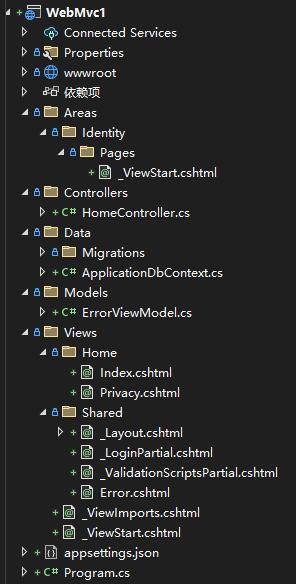 WebMvc1
Connected Services
Properties
wwwroot
依赖项
Areas
Identity
Pages
_ViewStart.cshtml
Controllers
C# HomeController.cs
Data
Migrations
C# ApplicationDbContext.cs
Models
C# ErrorViewModel.cs
Views
Home
Index.cshtml
Privacy.cshtml
Shared
_Layout.cshtml
_LoginPartial.cshtml
_ValidationScriptsPartial.cshtml
Error.cshtml
_ViewImports.cshtml
_ViewStart.cshtml
appsettings.json
C# Program.cs